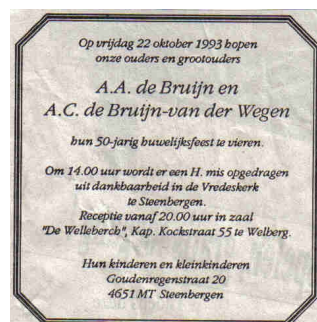 Op vrijdag 22 oktober 1993 hopen
onze ouders en grootouders
A.A. de Bruijn en
A.C. de Bruijn-van der Wegen
hun 50-jarig huwelijksfeest te vieren.
Om 14.00 uur wordt er een H. mis opgedragen
uit dankbaarheid in de Vredeskerk
te Steenbergen.
Receptie vanaf 20.00 uur in zaal
"De Welleberch", Kap. Kockstraat 55 te Welberg.
Hun kinderen en kleinkinderen
Goudenregenstraat 20
4651 MT Steenbergen